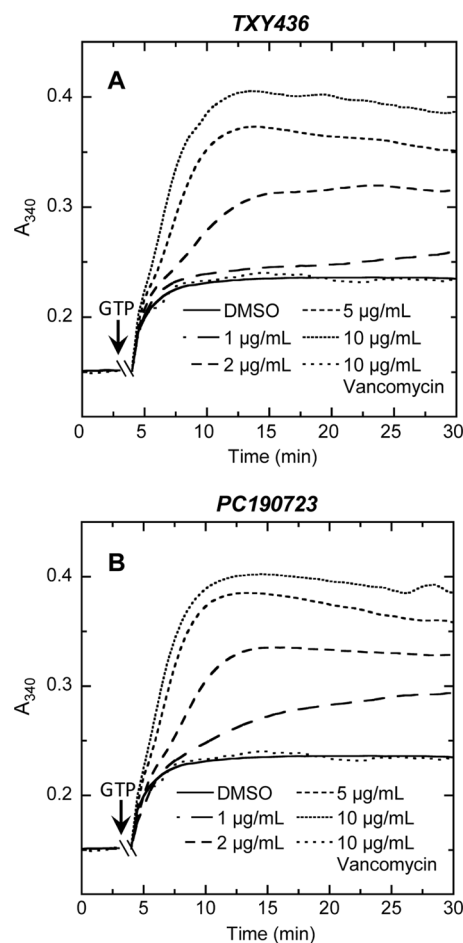 TXY436
A
0.4
0.3
0.2
A340
GTP
DMSO
5 µg/mL
1 µg/mL
10 µg/mL
2 µg/mL
10 µg/mL
Vancomycin
0 5 10 15 20 25 30
Time (min)
PC190723
B
0.4
0.3
0.2
A340
GTP
DMSO
5 µg/mL
1 µg/mL
10 µg/mL
2 µg/mL
10 µg/mL
Vancomycin
0 5 10 15 20 25 30
Time (min)